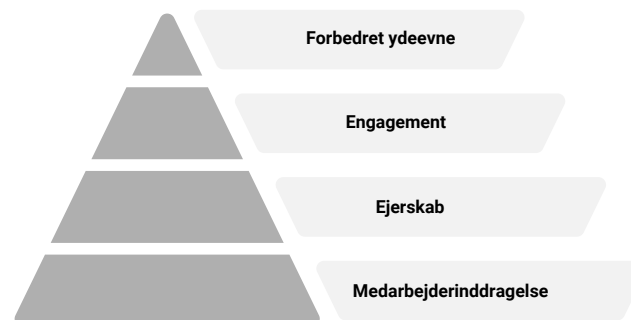 Forbedret ydeevne
Engagement
Ejerskab
Medarbejderinddragelse